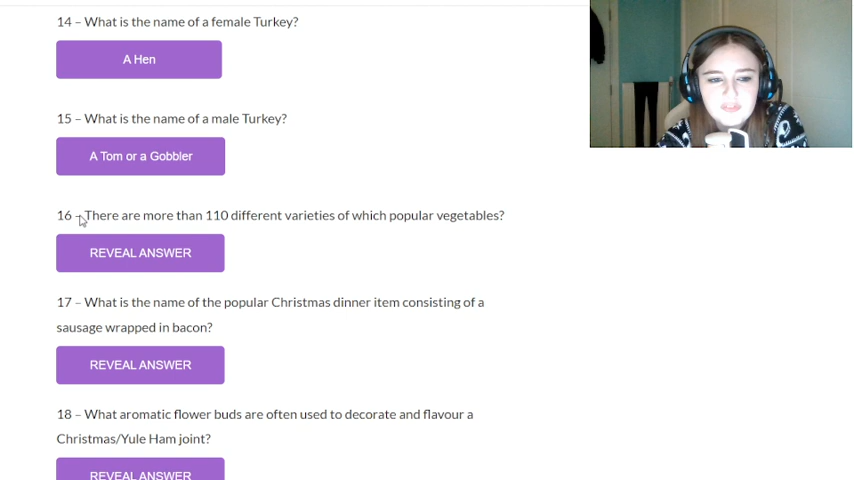 14 – What is the name of a female Turkey?
A Hen
15 – What is the name of a male Turkey?
A Tom or a Gobbler
16 – There are more than 110 different varieties of which popular vegetables?
REVEAL ANSWER
17 – What is the name of the popular Christmas dinner item consisting of a
sausage wrapped in bacon?
REVEAL ANSWER
18 – What aromatic flower buds are often used to decorate and flavour a
Christmas/Yule Ham joint?
REVEAL ANSWER